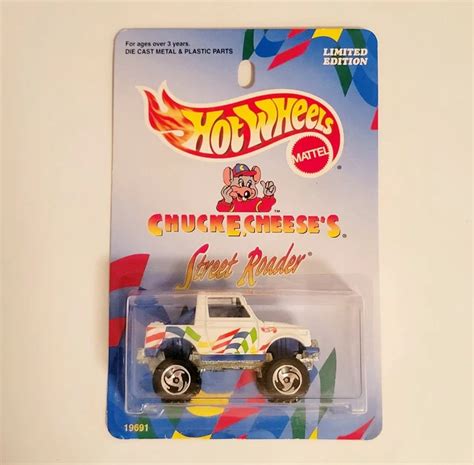 For ages over 3 years.
DIE CAST METAL & PLASTIC PARTS
LIMITED
EDITION
HOT WHEELS®
MATTEL
CHUCK E. CHEESE'S®
Street Roader®
19691